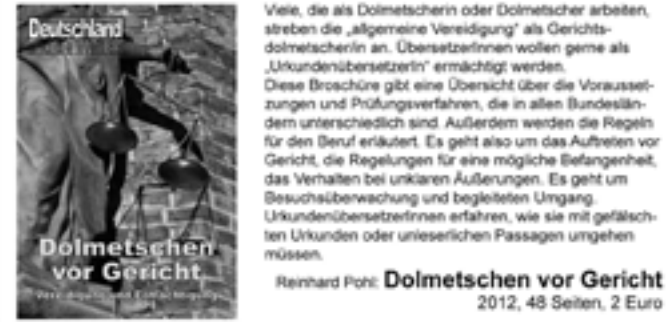 Deutschland
Dolmetschen
vor Gericht
Viele, die als Dolmetscherin oder Dolmetscher arbeiten,
streben die „allgemeine Vereidigung“ als Gerichts-
dolmetscher/in an. ÜbersetzerInnen wollen gerne als
„UrkundenübersetzerIn“ ermächtigt werden.
Diese Broschüre gibt eine Übersicht über die Vorausset-
zungen und Prüfungsverfahren, die in allen Bundeslän-
dern unterschiedlich sind. Außerdem werden die Regeln
für den Beruf erläutert. Es geht also um das Auftreten vor
Gericht, die Regelungen für eine mögliche Befangenheit,
das Verhalten bei unklaren Äußerungen. Es geht um
Besuchsüberwachung und begleiteten Umgang.
UrkundenübersetzerInnen erfahren, wie sie mit gefälsch-
ten Urkunden oder unleserlichen Passagen umgehen
müssen.
Reinhard Pohl: Dolmetschen vor Gericht
2012, 48 Seiten, 2 Euro